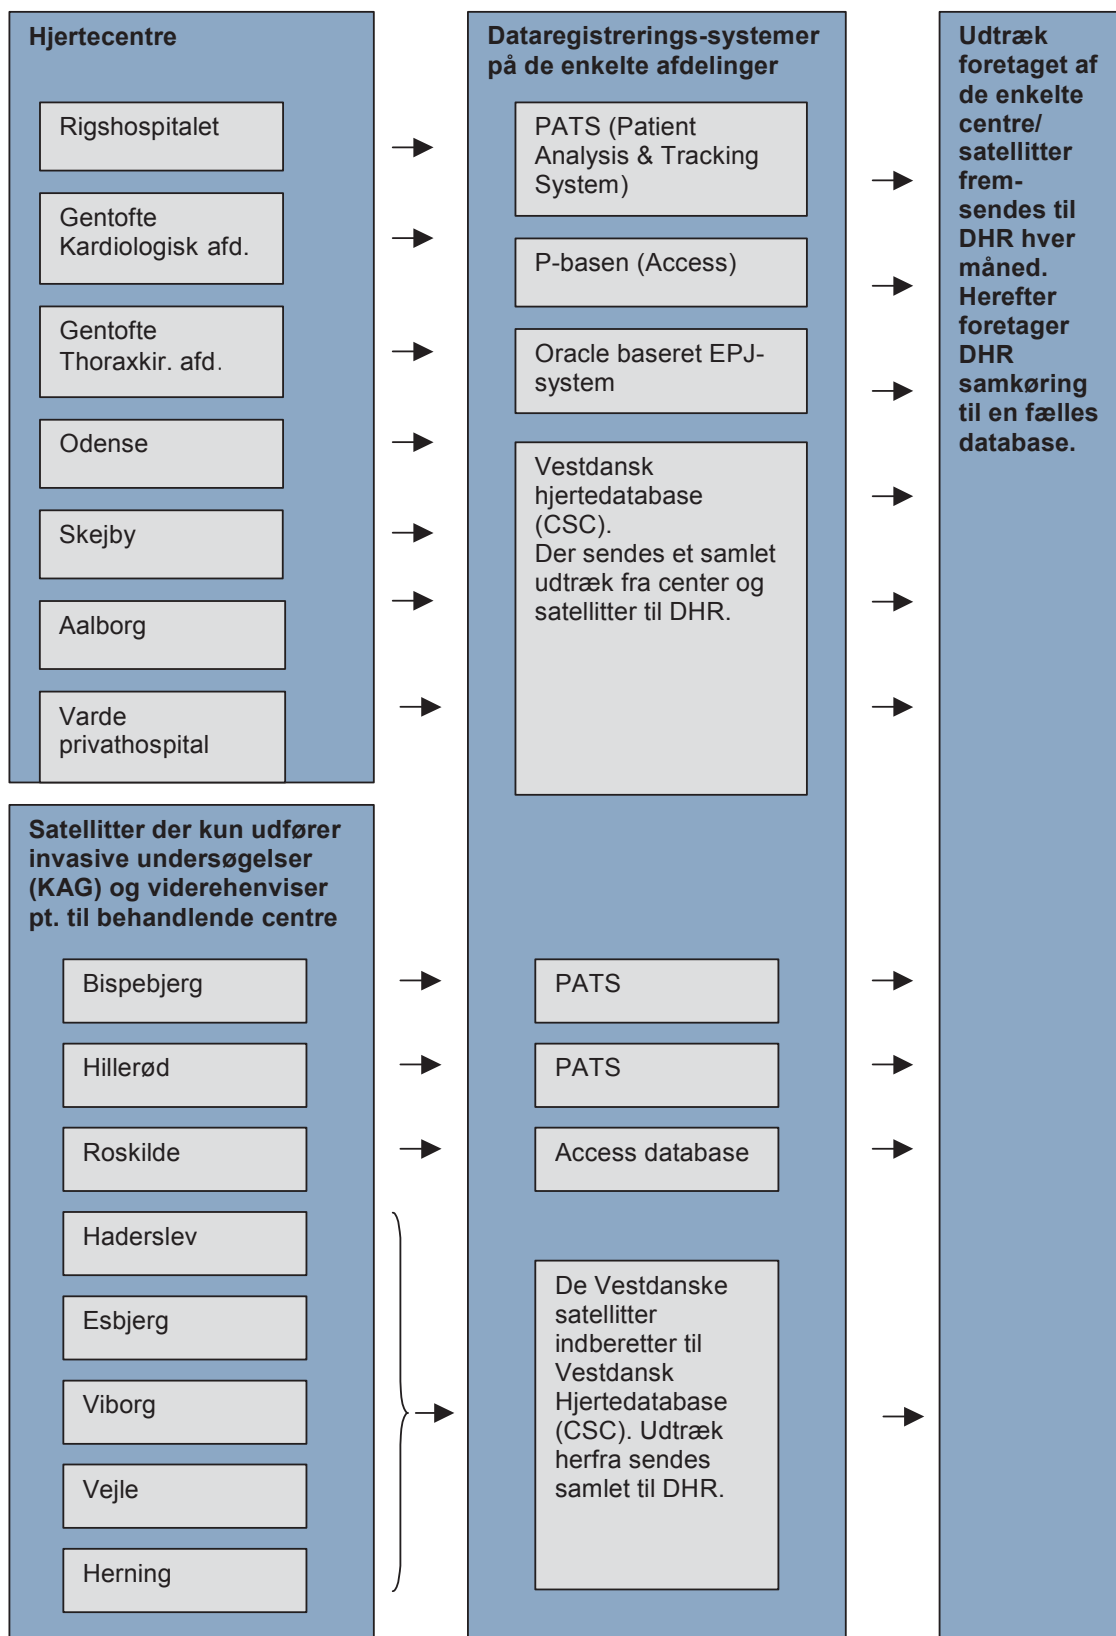 Hjertecentre
Rigshospitalet
Gentofte
Kardiologisk afd.
Gentofte
Thoraxkir. afd.
Odense
Skejby
Aalborg
Varde
privathospital
Satellitter der kun udfører
invasive undersøgelser
(KAG) og viderehenviser
pt. til behandlende centre
Bispebjerg
Hillerød
Roskilde
Haderslev
Esbjerg
Viborg
Vejle
Herning
Dataregistrerings-systemer
på de enkelte afdelinger
PATS (Patient
Analysis & Tracking
System)
P-basen (Access)
Oracle baseret EPJ-
system
Vestdansk
hjertedatabase
(CSC).
Der sendes et samlet
udtræk fra center og
satellitter til DHR.
PATS
PATS
Access database
De Vestdanske
satellitter
indberetter til
Vestdansk
Hjertedatabase
(CSC). Udtræk
herfra sendes
samlet til DHR.
Udtræk
foretaget af
de enkelte
centre/
satellitter
frem-
sendes til
DHR hver
måned.
Herefter
foretager
DHR
samkøring
til en fælles
database.